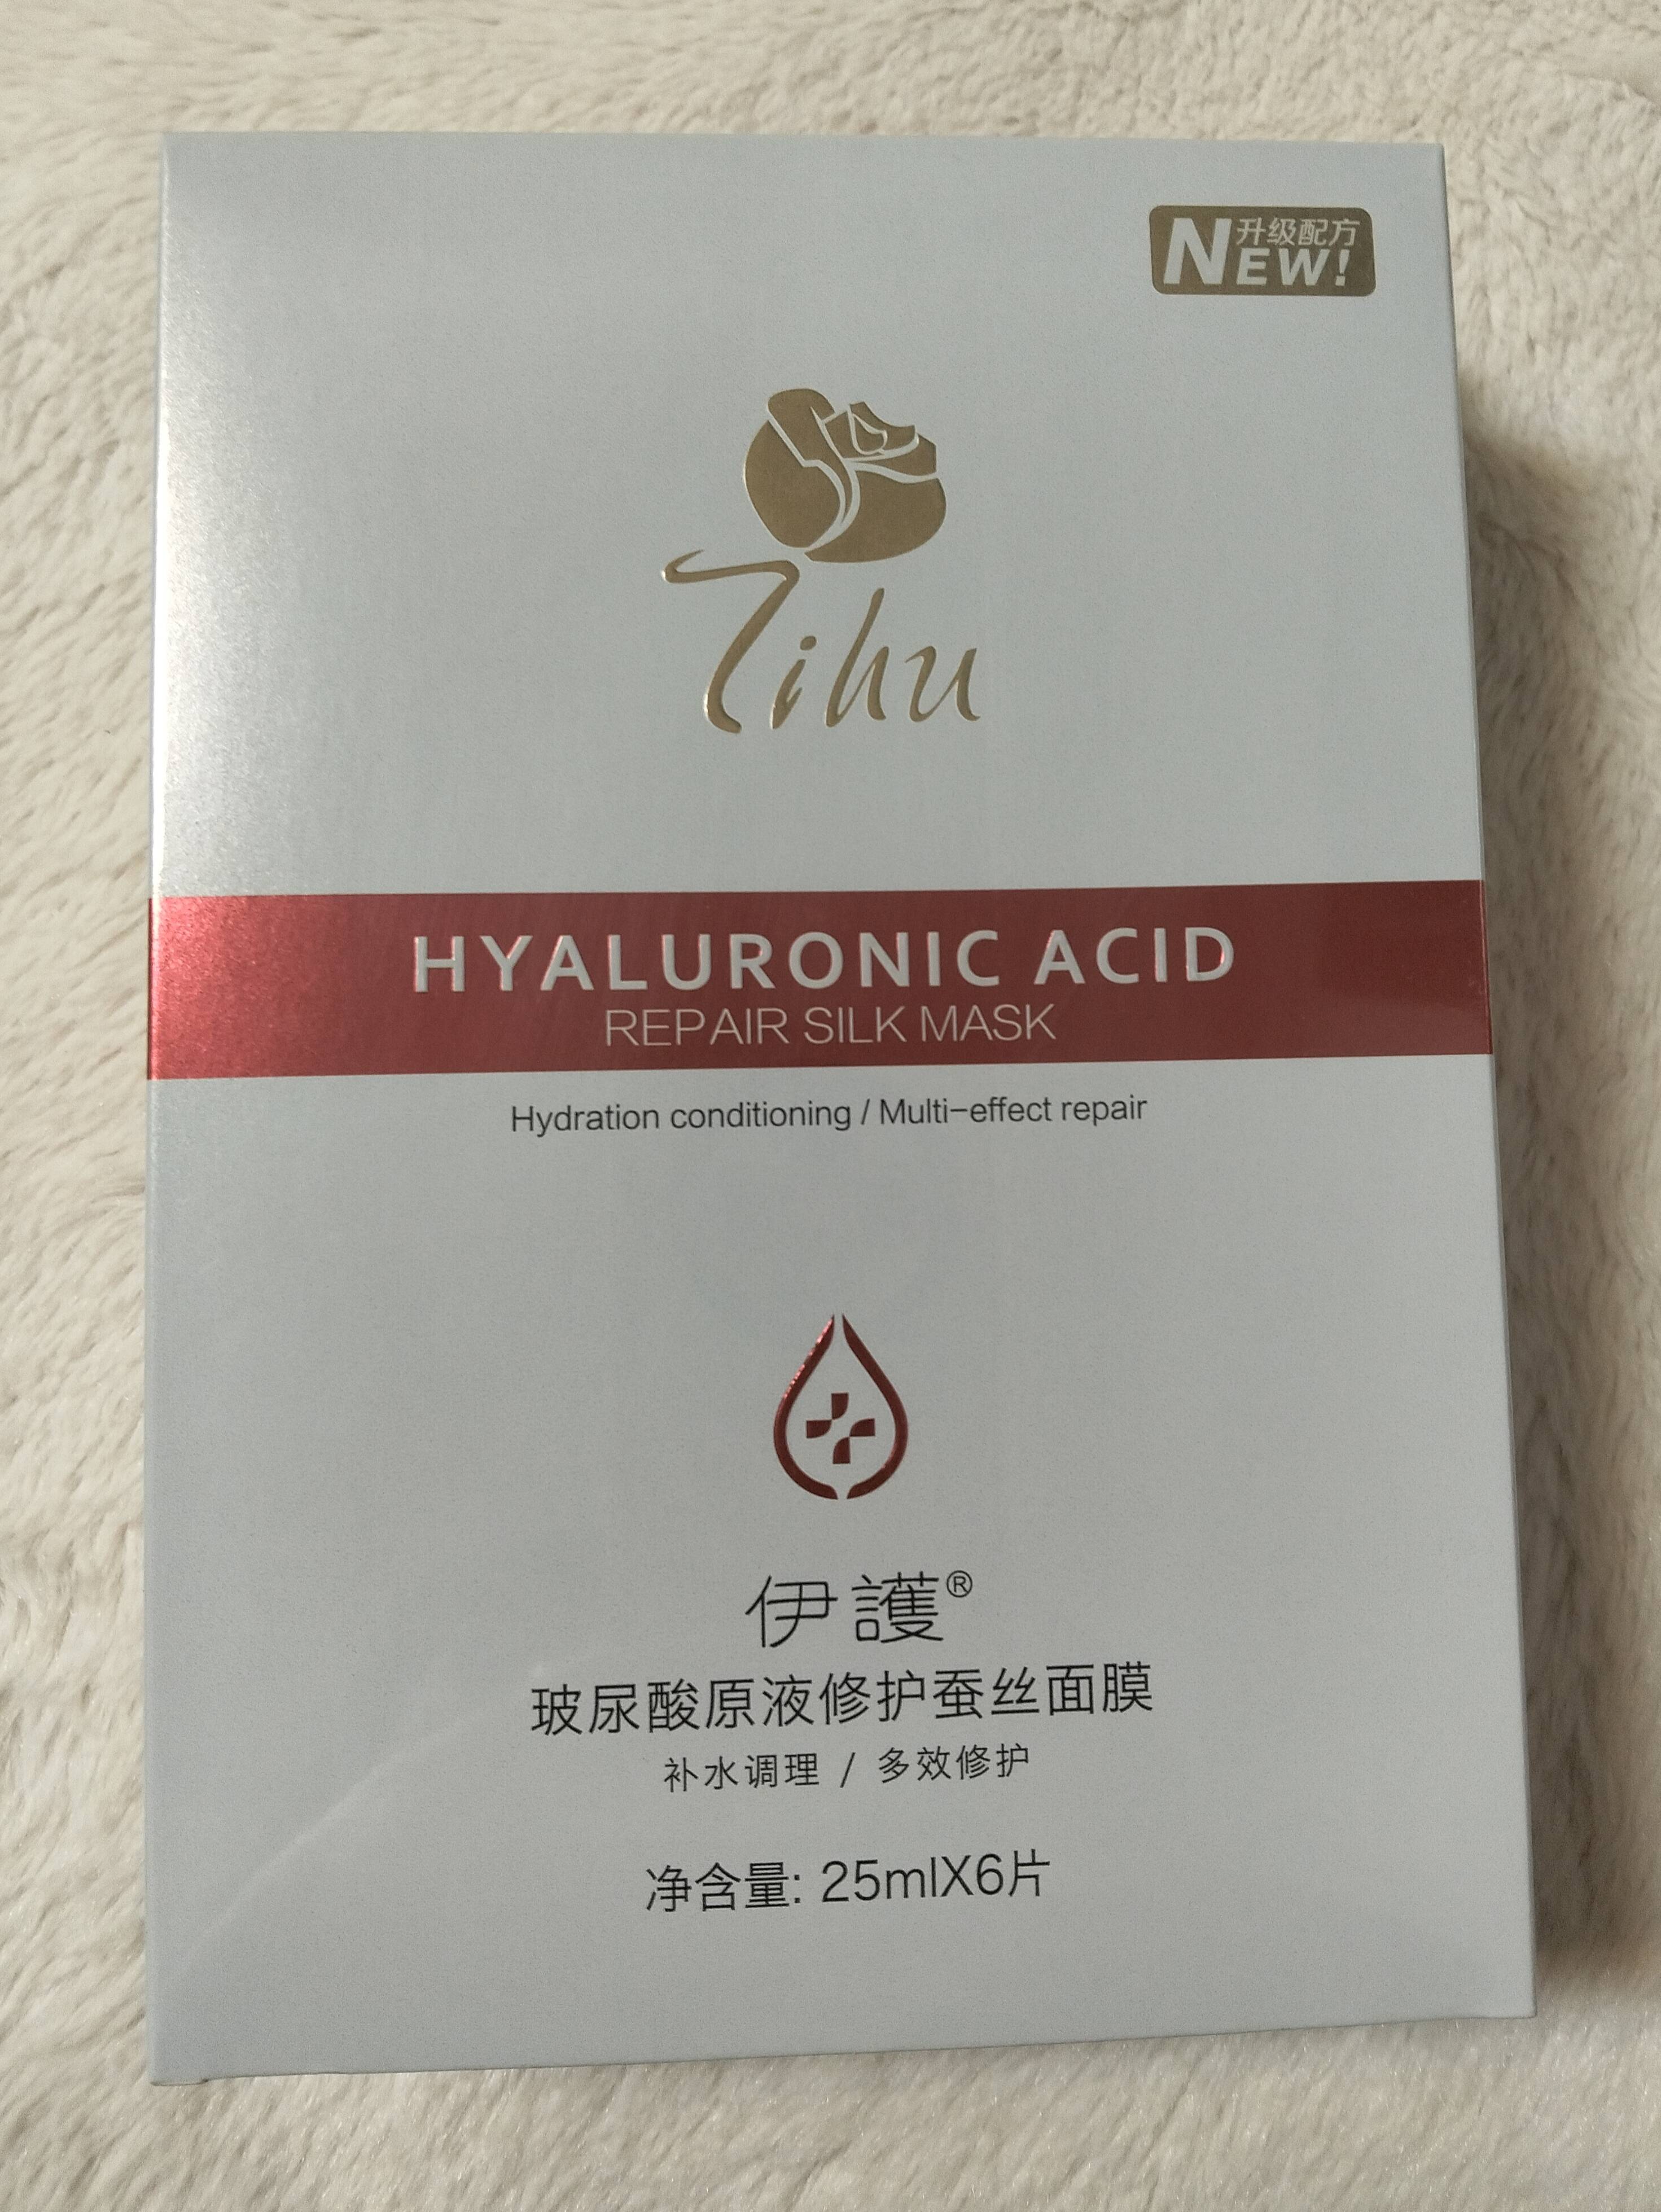 升级配方
NEW!
Tihu
HYALURONIC ACID
REPAIR SILK MASK
Hydration conditioning / Multi-effect repair
伊護®
玻尿酸原液修护蚕丝面膜
补水调理 / 多效修护
净含量: 25mlX6片